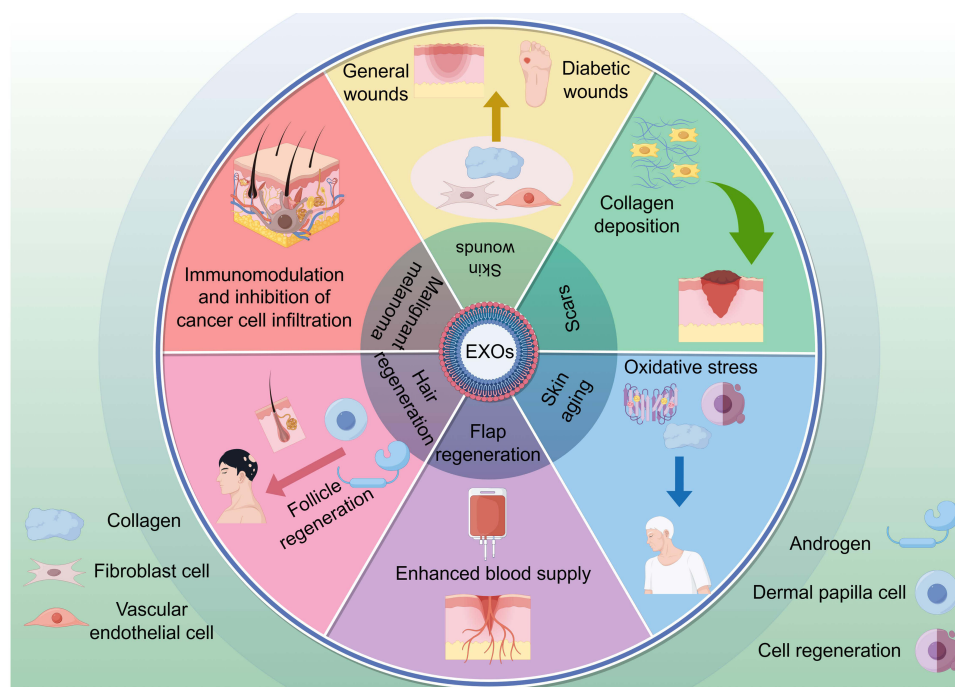 General
wounds
Diabetic
wounds
Skin
wounds
Collagen
deposition
Scars
Oxidative stress
Skin
aging
Enhanced blood supply
Flap
regeneration
Follicle
regeneration
Hair
regeneration
Immunomodulation
and inhibition of
cancer cell infiltration
Malignant
melanoma
EXOs
Collagen
Fibroblast cell
Vascular
endothelial cell
Androgen
Dermal papilla cell
Cell regeneration